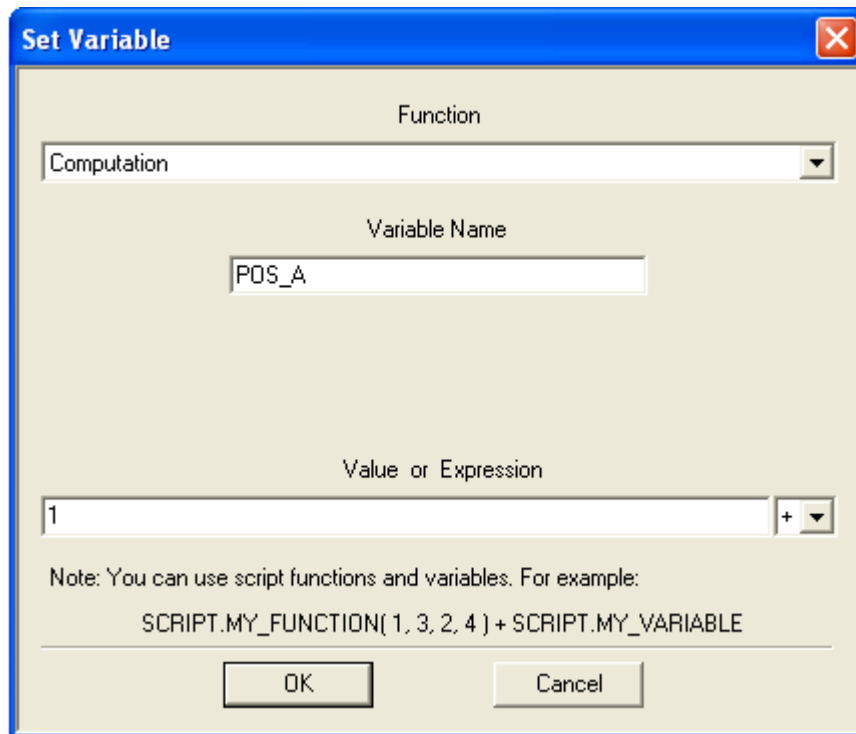 Set Variable
Function
Computation
Variable Name
POS_A
Value or Expression
1
+
Note: You can use script functions and variables. For example:
SCRIPT.MY_FUNCTION( 1, 3, 2, 4 ) + SCRIPT.MY_VARIABLE
OK Cancel